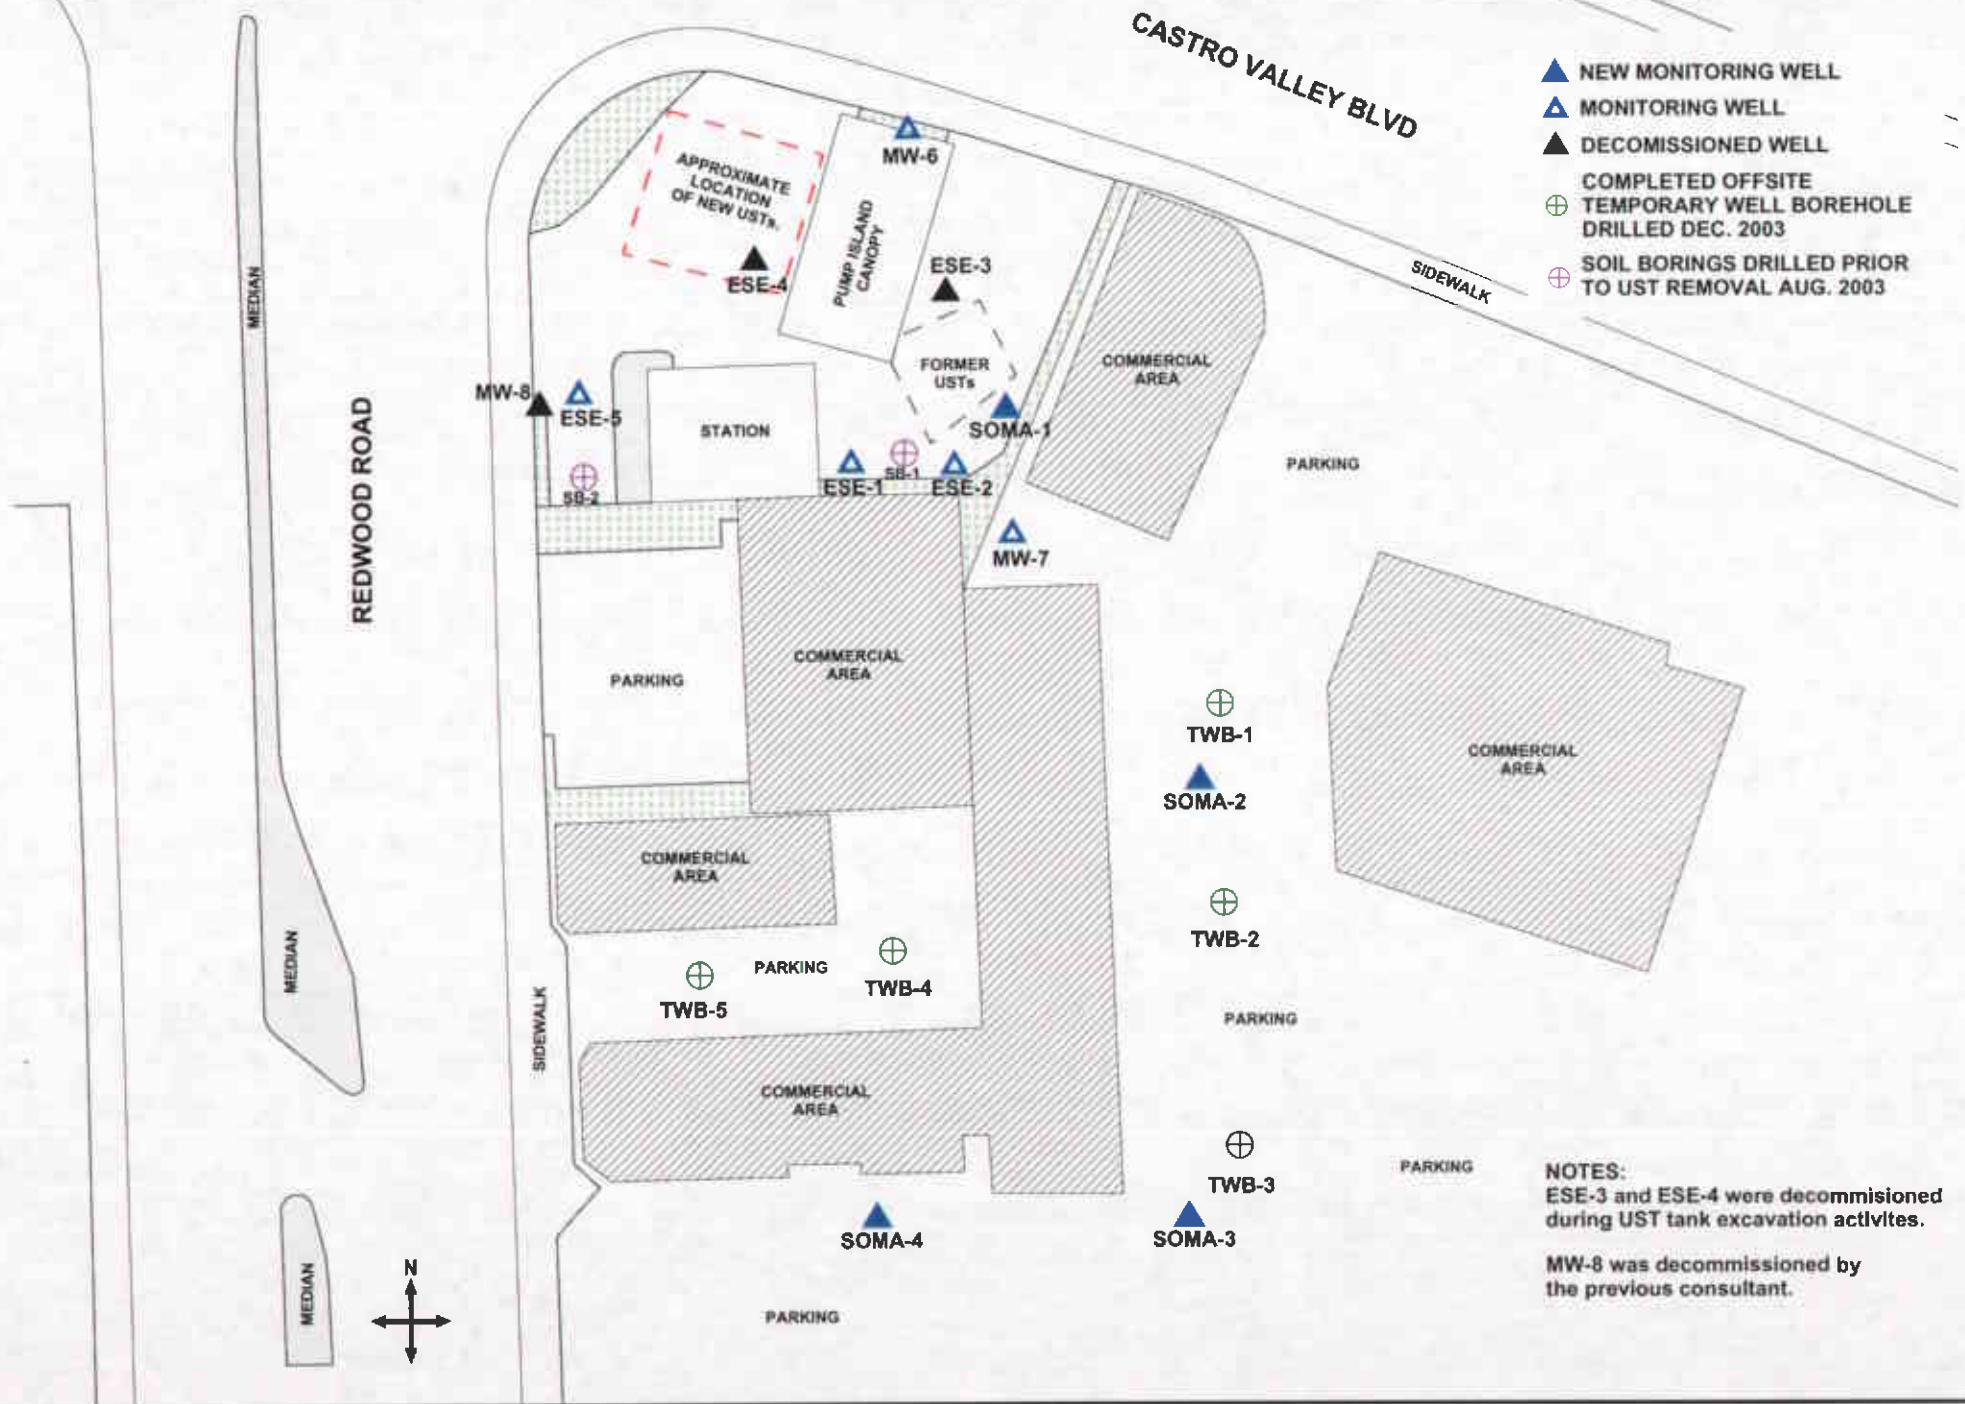 CASTRO VALLEY BLVD
NEW MONITORING WELL
MONITORING WELL
DECOMISSIONED WELL
COMPLETED OFFSITE
TEMPORARY WELL BOREHOLE
DRILLED DEC. 2003
SOIL BORINGS DRILLED PRIOR
TO UST REMOVAL AUG. 2003
MW-6
APPROXIMATE
LOCATION
OF NEW USTs.
PUMP ISLAND
CANOPY
ESE-4
ESE-3
SIDEWALK
MEDIAN
FORMER
USTs
COMMERCIAL
AREA
MW-8
ESE-5
STATION
SOMA-1
REDWOOD ROAD
PARKING
SB-2
ESE-1
SB-1
ESE-2
MW-7
PARKING
COMMERCIAL
AREA
TWB-1
COMMERCIAL
AREA
SOMA-2
COMMERCIAL
AREA
TWB-2
MEDIAN
PARKING
TWB-4
TWB-5
SIDEWALK
PARKING
COMMERCIAL
AREA
TWB-3
PARKING
SOMA-4
SOMA-3
NOTES:
ESE-3 and ESE-4 were decommisioned
during UST tank excavation activites.
MW-8 was decommissioned by
the previous consultant.
N
MEDIAN
PARKING